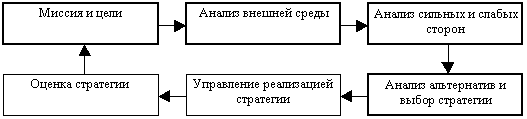 Миссия и цели
Анализ внешней среды
Анализ сильных и слабых
сторон
Анализ альтернатив и
выбор стратегии
Управление реализацией
стратегии
Оценка стратегии